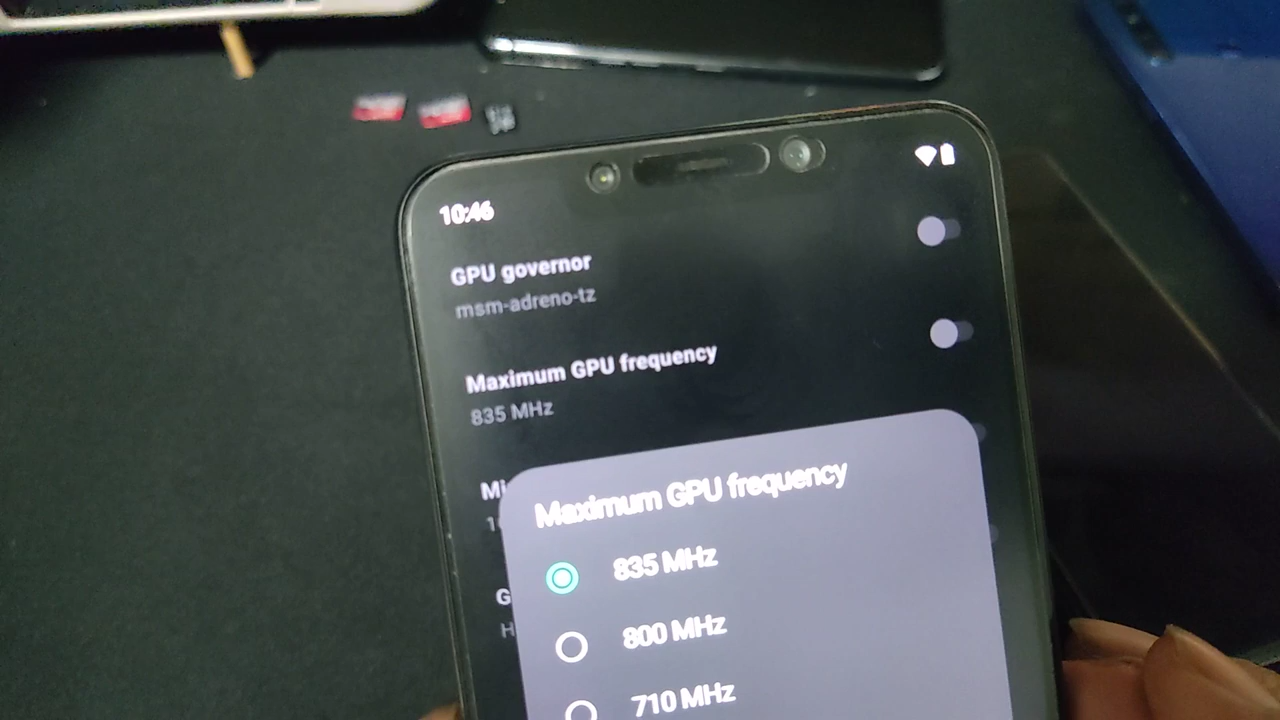 10:46
GPU governor
msm-adreno-tz
Maximum GPU frequency
835 MHz
Maximum GPU frequency
835 MHz
800 MHz
710 MHz